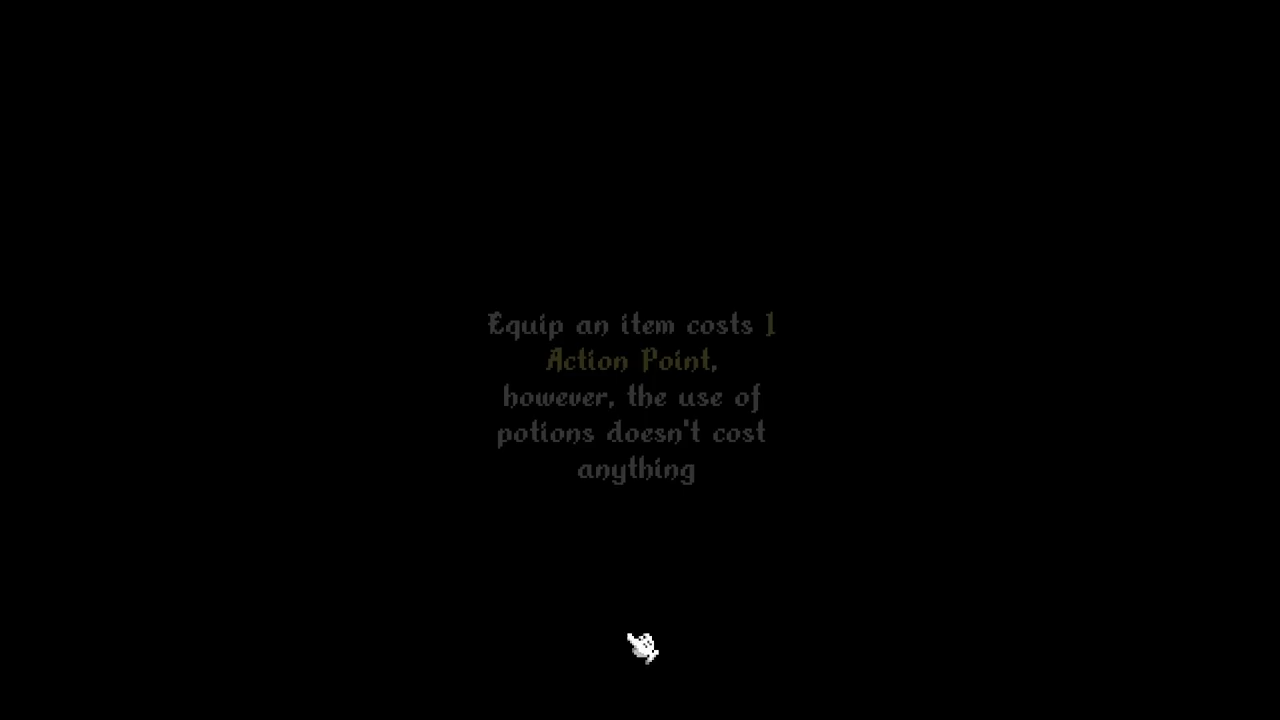 Equip an item costs 1
Action Point,
however, the use of
potions doesn't cost
anything